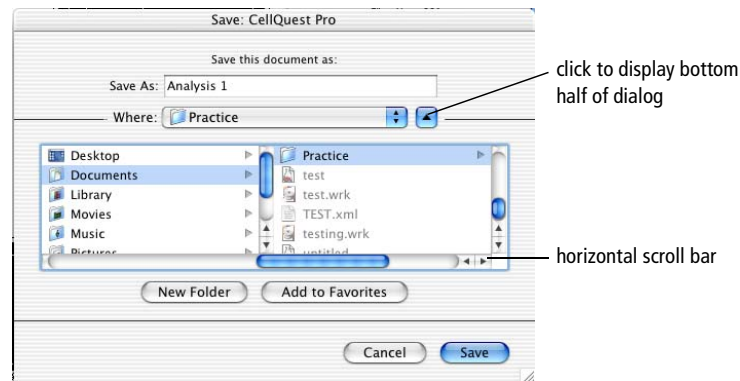 Save: CellQuest Pro
Save this document as:
Save As: Analysis 1
Where: Practice
click to display bottom
half of dialog
Desktop
Documents
Library
Movies
Music
Pictures
Practice
test
test.wrk
TEST.xml
testing.wrk
untitled
horizontal scroll bar
New Folder
Add to Favorites
Cancel
Save